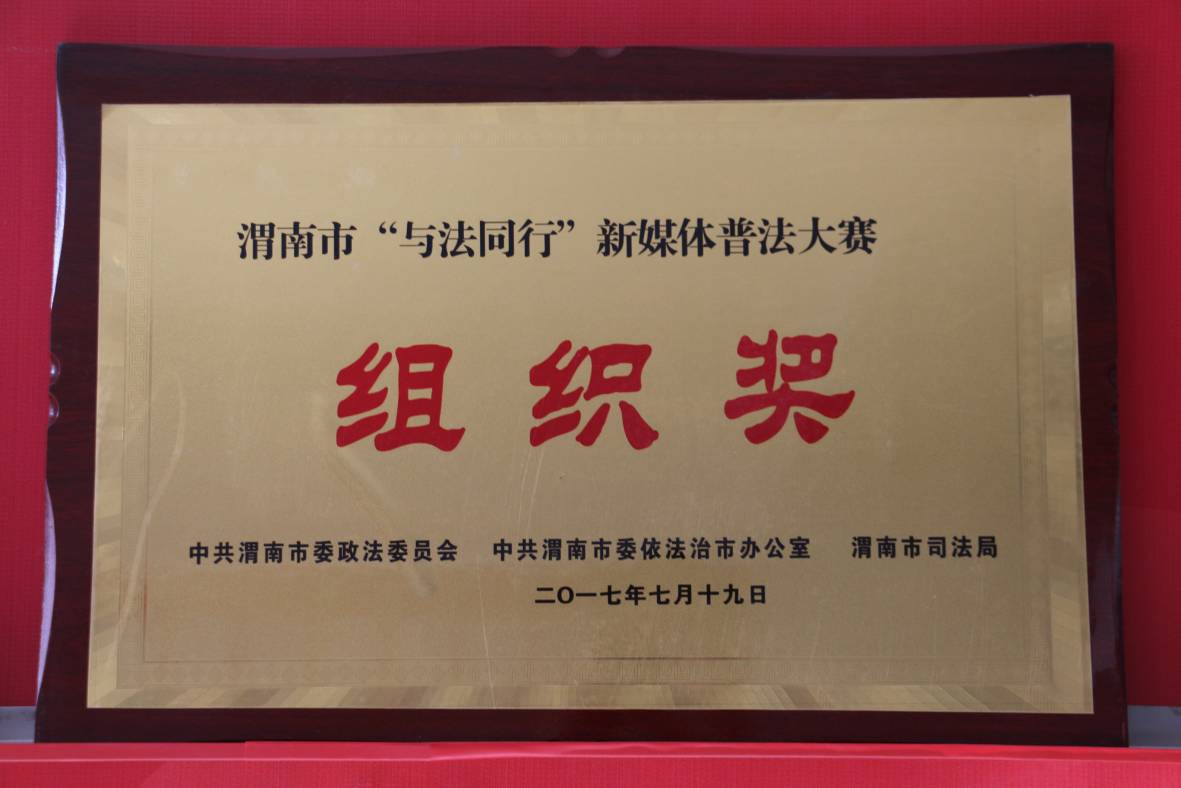 渭南市“与法同行”新媒体普法大赛
组织奖
中共渭南市委政法委员会 中共渭南市委依法治市办公室 渭南市司法局
二〇一七年七月十九日